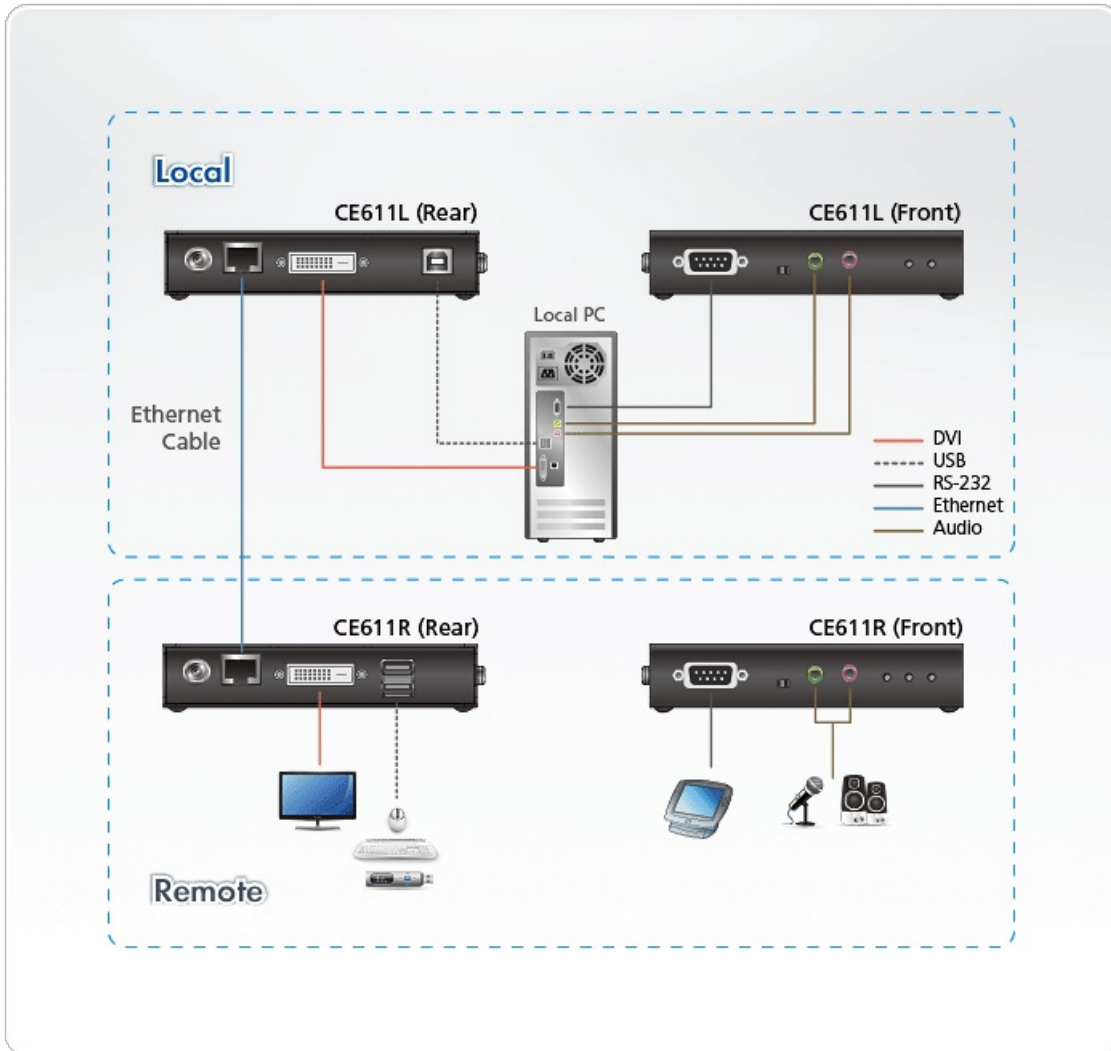 Local
CE611L (Rear)
CE611L (Front)
Local PC
Ethernet
Cable
DVI
USB
RS-232
Ethernet
Audio
CE611R (Rear)
CE611R (Front)
Remote